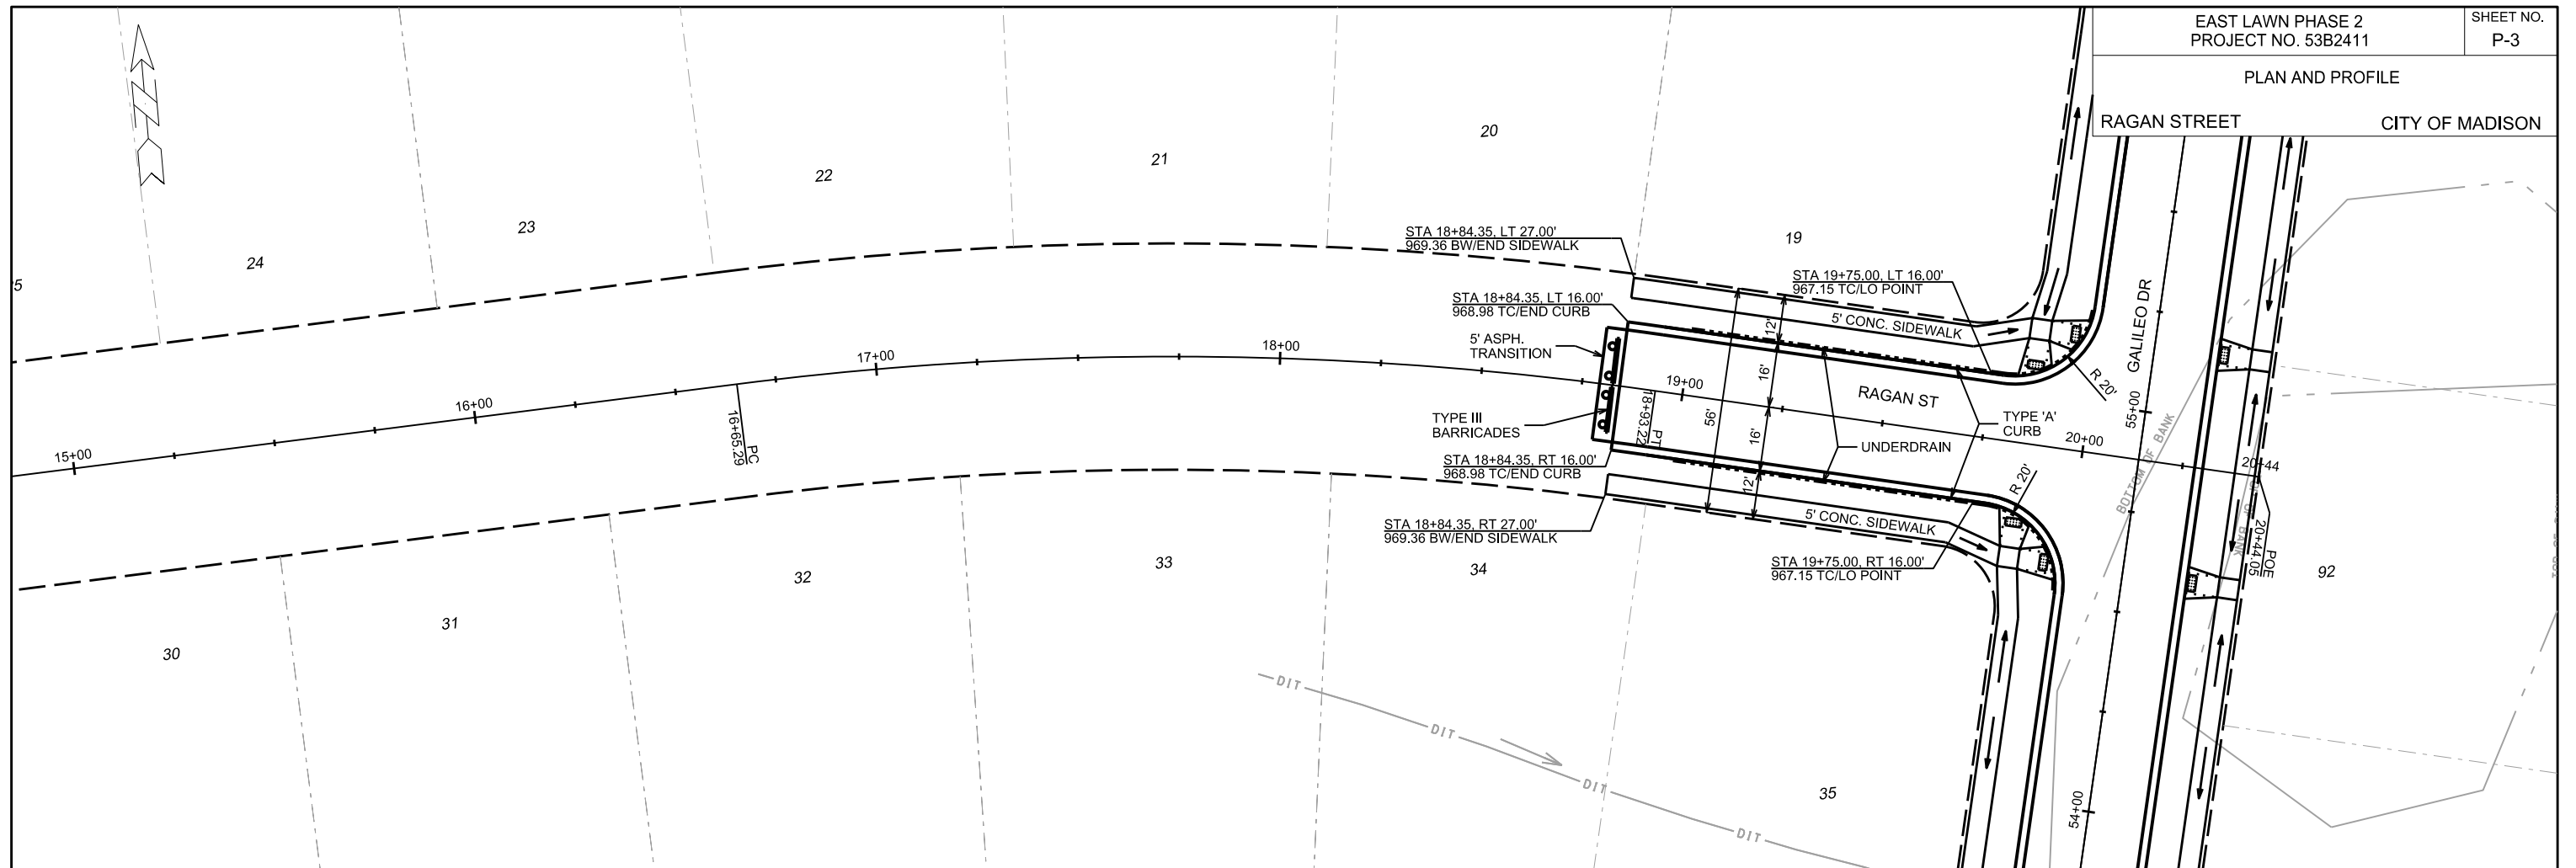 EAST LAWN PHASE 2
PROJECT NO. 53B2411
SHEET NO.
P-3
PLAN AND PROFILE
RAGAN STREET
CITY OF MADISON
20
21
22
23
24
5
19
STA 18+84.35, LT 27.00'
969.36 BW/END SIDEWALK
STA 19+75.00, LT 16.00'
967.15 TC/LO POINT
STA 18+84.35, LT 16.00'
968.98 TC/END CURB
5' CONC. SIDEWALK
5' ASPH.
TRANSITION
12'
16'
56'
16'
12'
15+00
16+00
17+00
18+00
19+00
20+00
20+44
PC
16+65.29
PT
18+93.22
POE
20+44.05
RAGAN ST
GALILEO DR
55+00
54+00
R 20'
R 20'
TYPE III
BARRICADES
TYPE 'A'
CURB
UNDERDRAIN
BOTTOM OF BANK
OF BANK
STA 18+84.35, RT 16.00'
968.98 TC/END CURB
5' CONC. SIDEWALK
STA 18+84.35, RT 27.00'
969.36 BW/END SIDEWALK
STA 19+75.00, RT 16.00'
967.15 TC/LO POINT
30
31
32
33
34
35
92
DIT
DIT
DIT
DIT